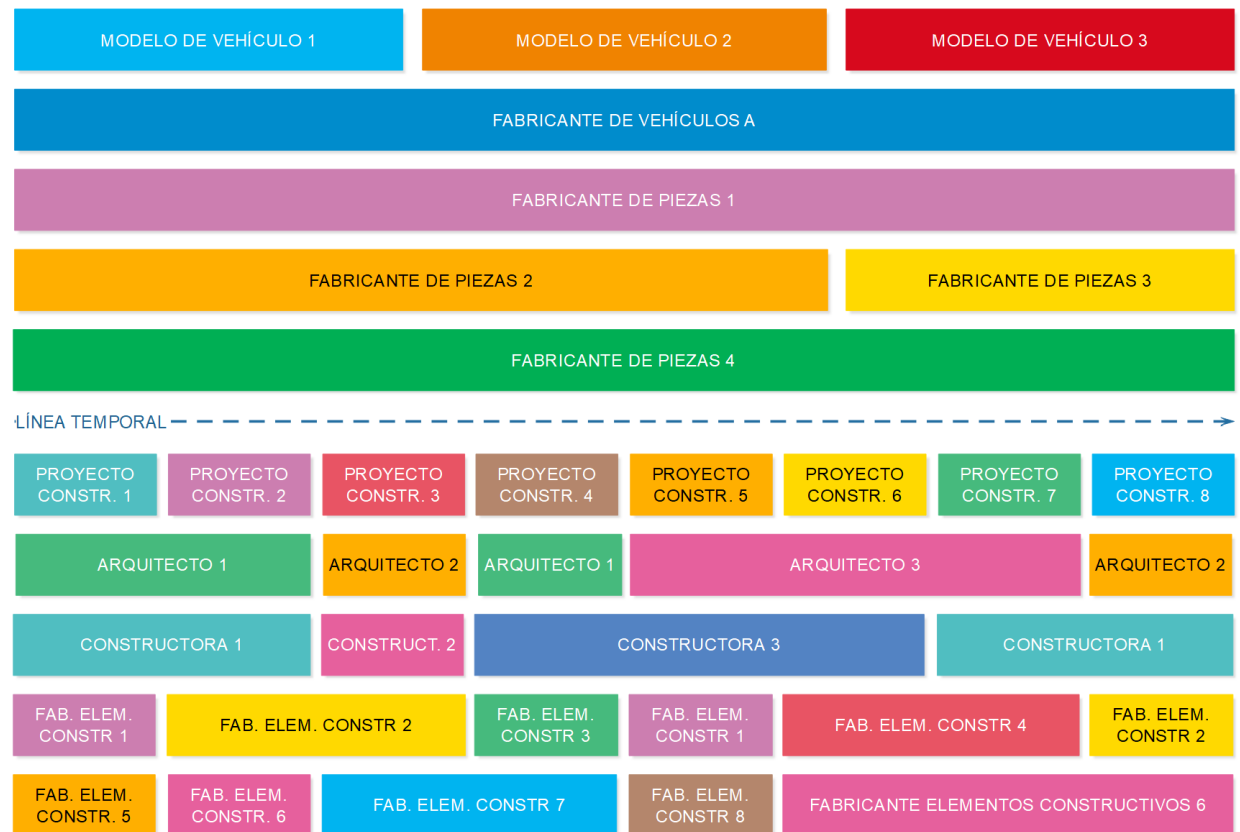 MODELO DE VEHÍCULO 1
MODELO DE VEHÍCULO 2
MODELO DE VEHÍCULO 3
FABRICANTE DE VEHÍCULOS A
FABRICANTE DE PIEZAS 1
FABRICANTE DE PIEZAS 2
FABRICANTE DE PIEZAS 3
FABRICANTE DE PIEZAS 4
LÍNEA TEMPORAL
PROYECTO
CONSTR. 1
PROYECTO
CONSTR. 2
PROYECTO
CONSTR. 3
PROYECTO
CONSTR. 4
PROYECTO
CONSTR. 5
PROYECTO
CONSTR. 6
PROYECTO
CONSTR. 7
PROYECTO
CONSTR. 8
ARQUITECTO 1
ARQUITECTO 2
ARQUITECTO 1
ARQUITECTO 3
ARQUITECTO 2
CONSTRUCTORA 1
CONSTRUCT. 2
CONSTRUCTORA 3
CONSTRUCTORA 1
FAB. ELEM.
CONSTR 1
FAB. ELEM. CONSTR 2
FAB. ELEM.
CONSTR 3
FAB. ELEM.
CONSTR 1
FAB. ELEM. CONSTR 4
FAB. ELEM.
CONSTR 2
FAB. ELEM.
CONSTR. 5
FAB. ELEM.
CONSTR. 6
FAB. ELEM. CONSTR 7
FAB. ELEM.
CONSTR 8
FABRICANTE ELEMENTOS CONSTRUCTIVOS 6